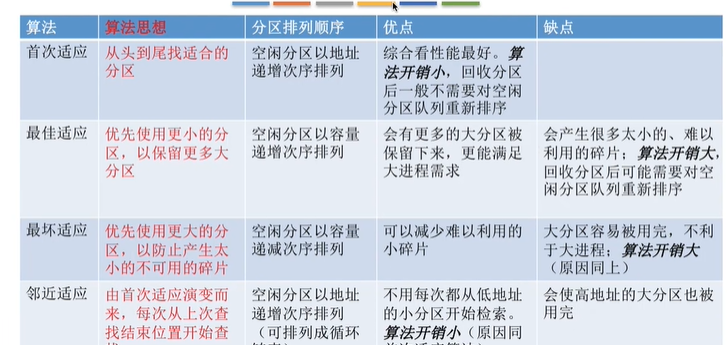 算法 算法思想 分区排列顺序 优点 缺点
首次适应
从头到尾找适合的
分区
空闲分区以地址
递增次序排列
综合看性能最好。算
法开销小，回收分区
后一般不需要对空闲
分区队列重新排序
最佳适应
优先使用更小的分
区，以保留更多大
分区
空闲分区以容量
递增次序排列
会有更多的大分区被
保留下来，更能满足
大进程需求
会产生很多太小的、难以
利用的碎片；算法开销大，
回收分区后可能需要对空
闲分区队列重新排序
最坏适应
优先使用更大的分
区，以防止产生太
小的不可用的碎片
空闲分区以容量
递减次序排列
可以减少难以利用的
小碎片
大分区容易被用完，不利
于大进程；算法开销大
（原因同上）
邻近适应
由首次适应演变而
来，每次从上次查
找结束位置开始查
空闲分区以地址
递增次序排列
（可排列成循环
不用每次都从低地址
的小分区开始检索。
算法开销小（原因同
会使高地址的大分区也被
用完